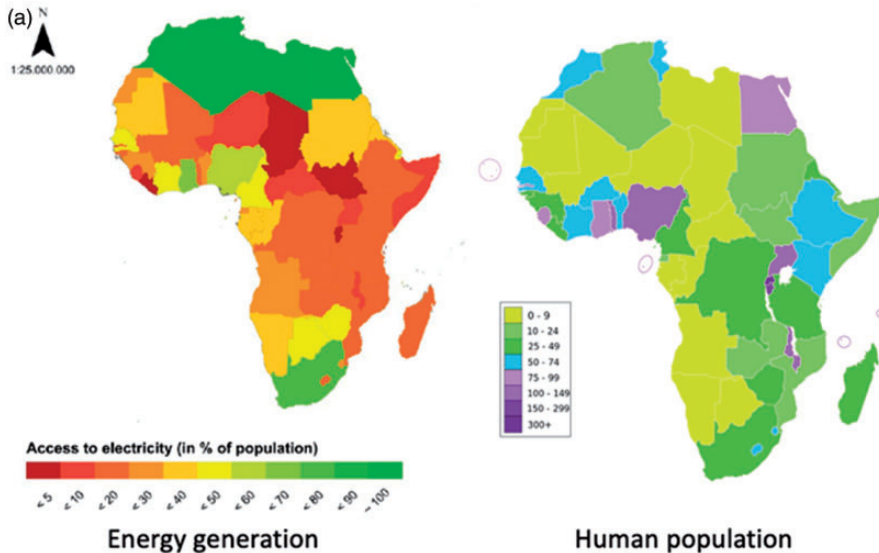 (a)
N
1:25.000.000
0 - 9
10 - 24
25 - 49
50 - 74
75 - 99
100 - 149
150 - 299
300+
Access to electricity (in % of population)
< 5
< 10
< 20
< 30
< 40
< 50
< 60
< 70
< 80
< 90
~100
Energy generation
Human population